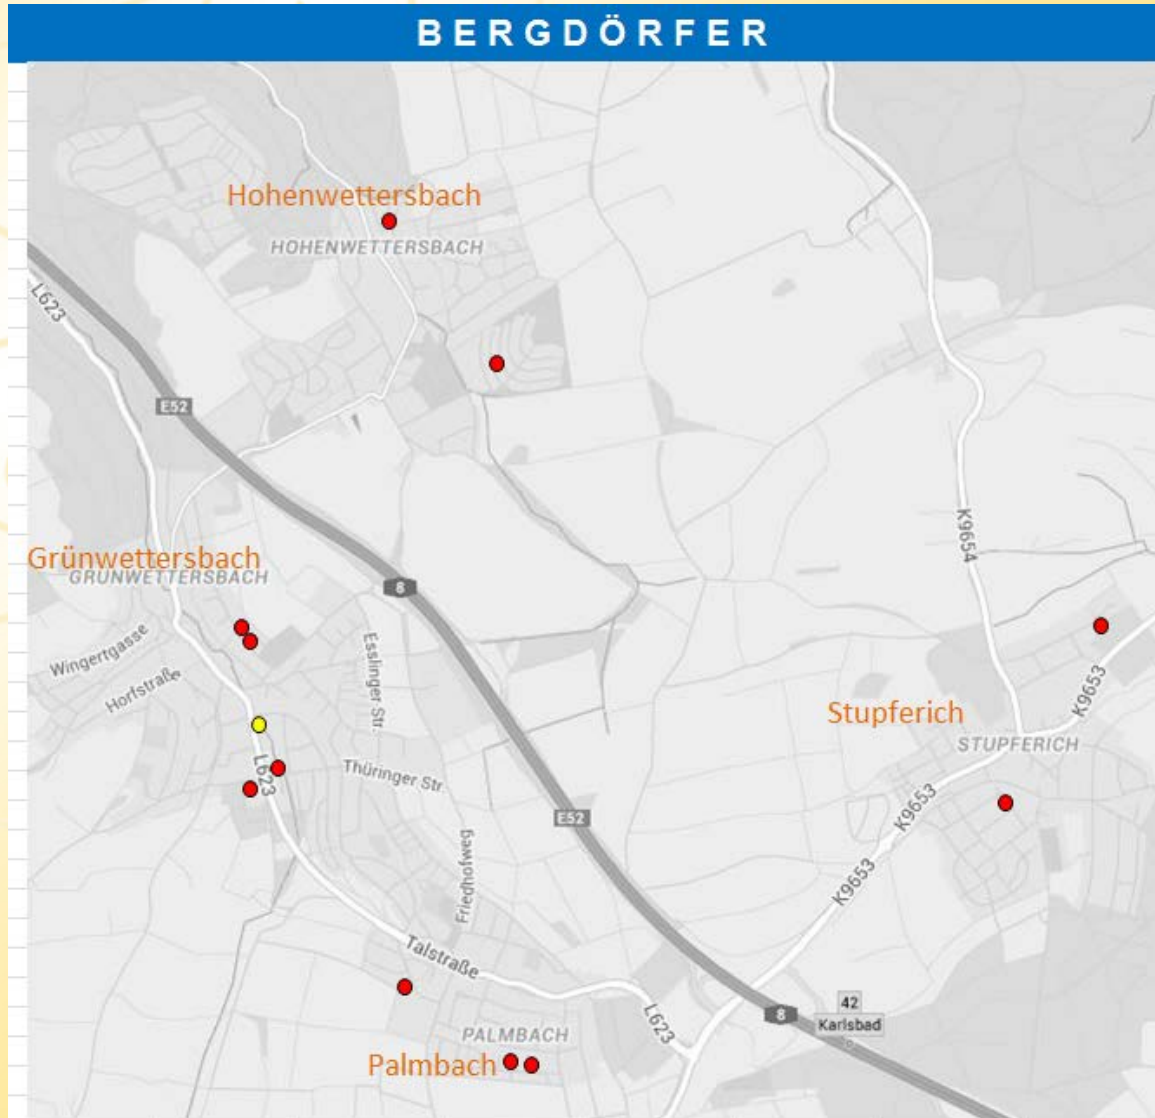 BERGDÖRFER
Hohenwettersbach
HOHENWETTERSBACH
L623
E52
K9654
Grünwettersbach
GRÜNWETTERSBACH
8
Wingertgasse
Horfstraße
Esslinger Str.
K9653
Stupferich
STUPFERICH
L623
Thüringer Str.
E52
K9653
Friedhofweg
K9653
Talstraße
L623
42
8
Karlsbad
PALMBACH
Palmbach